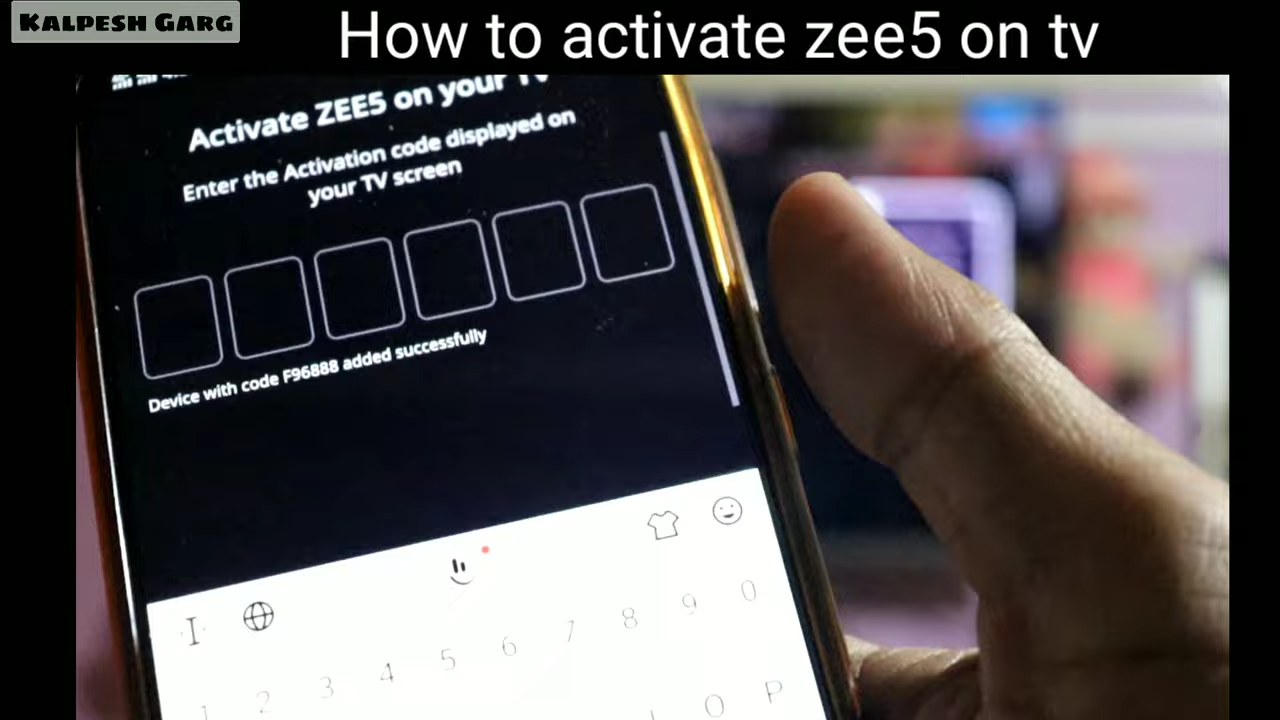 KALPESH GARG
How to activate zee5 on tv
Activate ZEE5 on your TV
Enter the Activation code displayed on
your TV screen
Device with code F96888 added successfully
1 2 3 4 5 6 7 8 9 0
O P